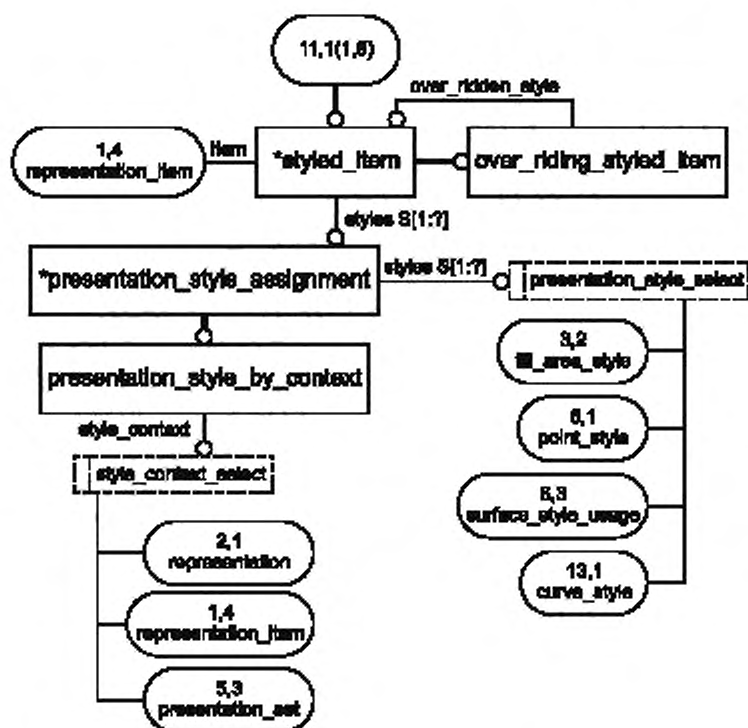 11,1(1,6)
over_ridden_style
1,4
representation_item
item
*styled_item
over_riding_styled_item
styles S[1:?]
*presentation_style_assignment
styles S[1:?]
presentation_style_select
presentation_style_by_context
3,2
fill_area_style
style_context
6,1
point_style
style_context_select
8,3
surface_style_usage
2,1
representation
13,1
curve_style
1,4
representation_item
5,3
presentation_set